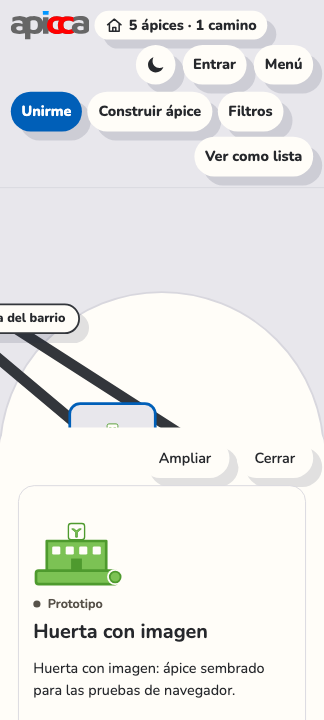 apicca
5 ápices · 1 camino
Entrar
Menú
Unirme
Construir ápice
Filtros
Ver como lista
a del barrio
Ampliar
Cerrar
Prototipo
Huerta con imagen
Huerta con imagen: ápice sembrado
para las pruebas de navegador.